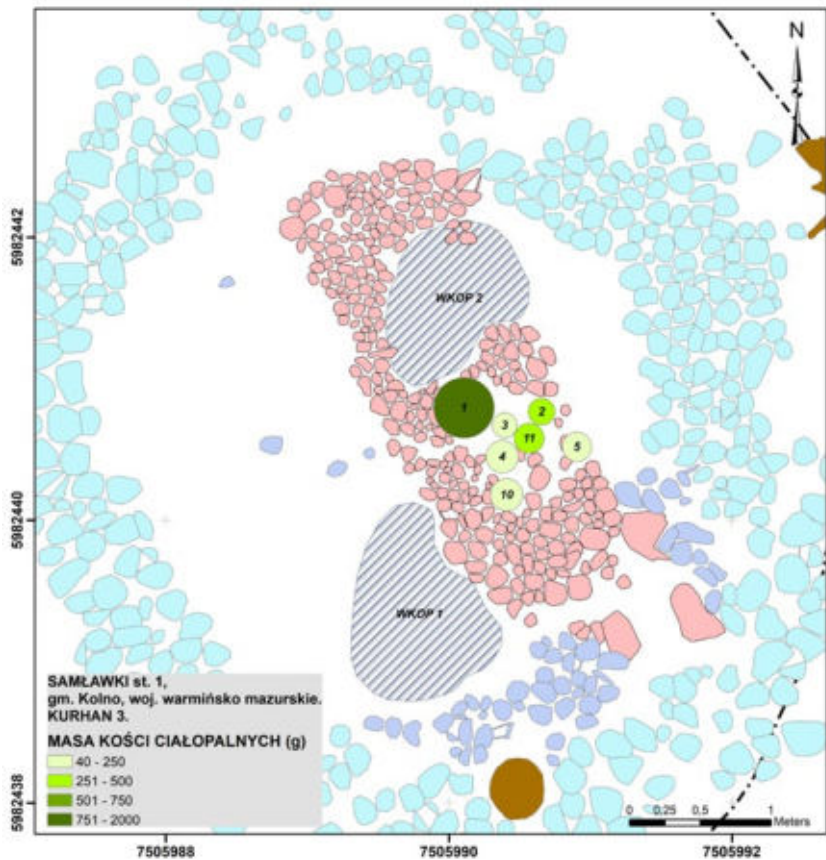 N
5982442
WKOP 2
1
2
3
11
4
5
10
5982440
WKOP 1
SAMŁAWKI st. 1,
gm. Kolno, woj. warmińsko mazurskie.
KURHAN 3.
MASA KOŚCI CIAŁOPALNYCH (g)
40 - 250
251 - 500
501 - 750
751 - 2000
5982438
0 0,25 0,5 1
Meters
7505988 7505990 7505992